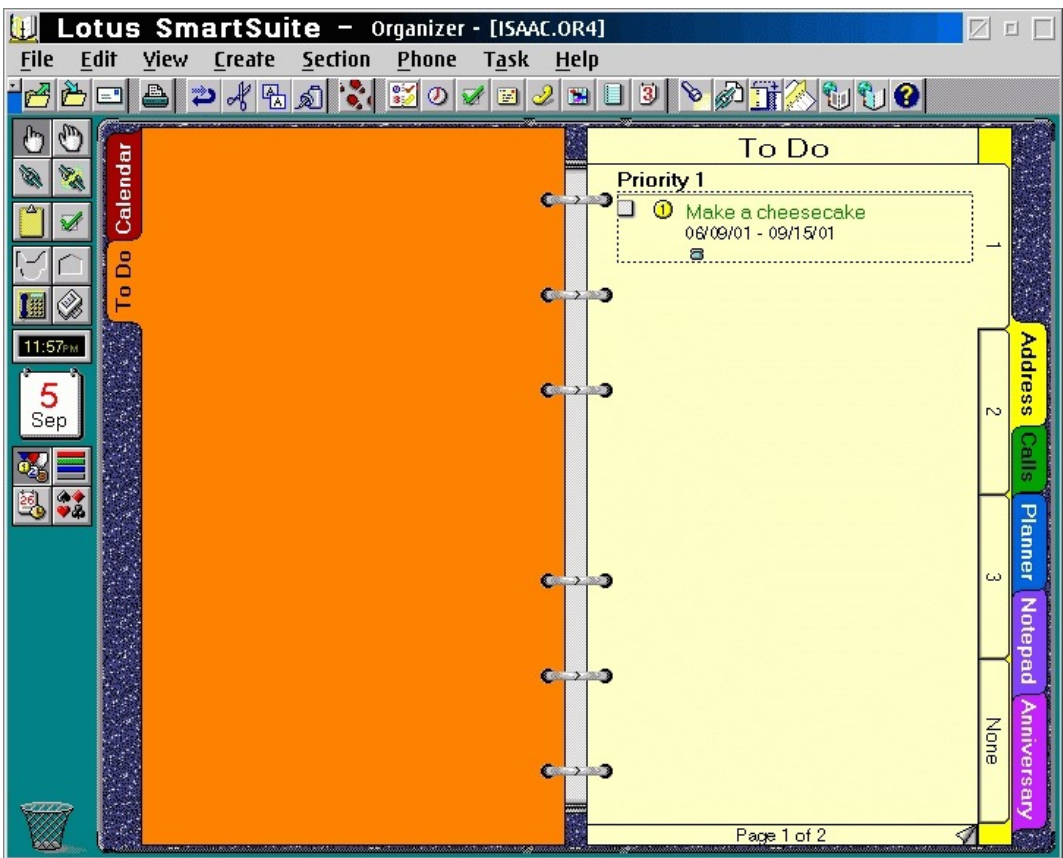 Lotus SmartSuite - Organizer - [ISAAC.OR4]
File Edit View Create Section Phone Task Help
Calendar
To Do
11:57PM
5
Sep
26
To Do
Priority 1
1 Make a cheesecake
06/09/01 - 09/15/01
1
2
3
None
Address
Calls
Planner
Notepad
Anniversary
Page 1 of 2